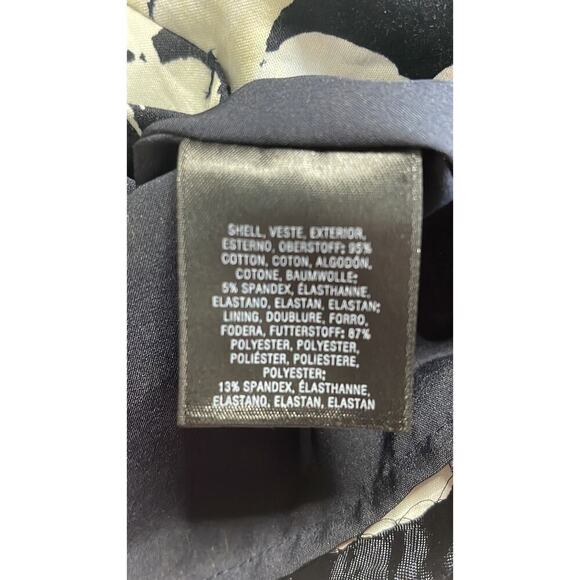 SHELL, VESTE, EXTERIOR,
ESTERNO, OBERSTOFF: 95%
COTTON, COTON, ALGODÓN,
COTONE, BAUMWOLLE;
5% SPANDEX, ÉLASTHANNE,
ELASTANO, ELASTAN, ELASTAN;
LINING, DOUBLURE, FORRO,
FODERA, FUTTERSTOFF: 87%
POLYESTER, POLYESTER,
POLIÉSTER, POLIESTERE,
POLYESTER;
13% SPANDEX, ÉLASTHANNE,
ELASTANO, ELASTAN, ELASTAN